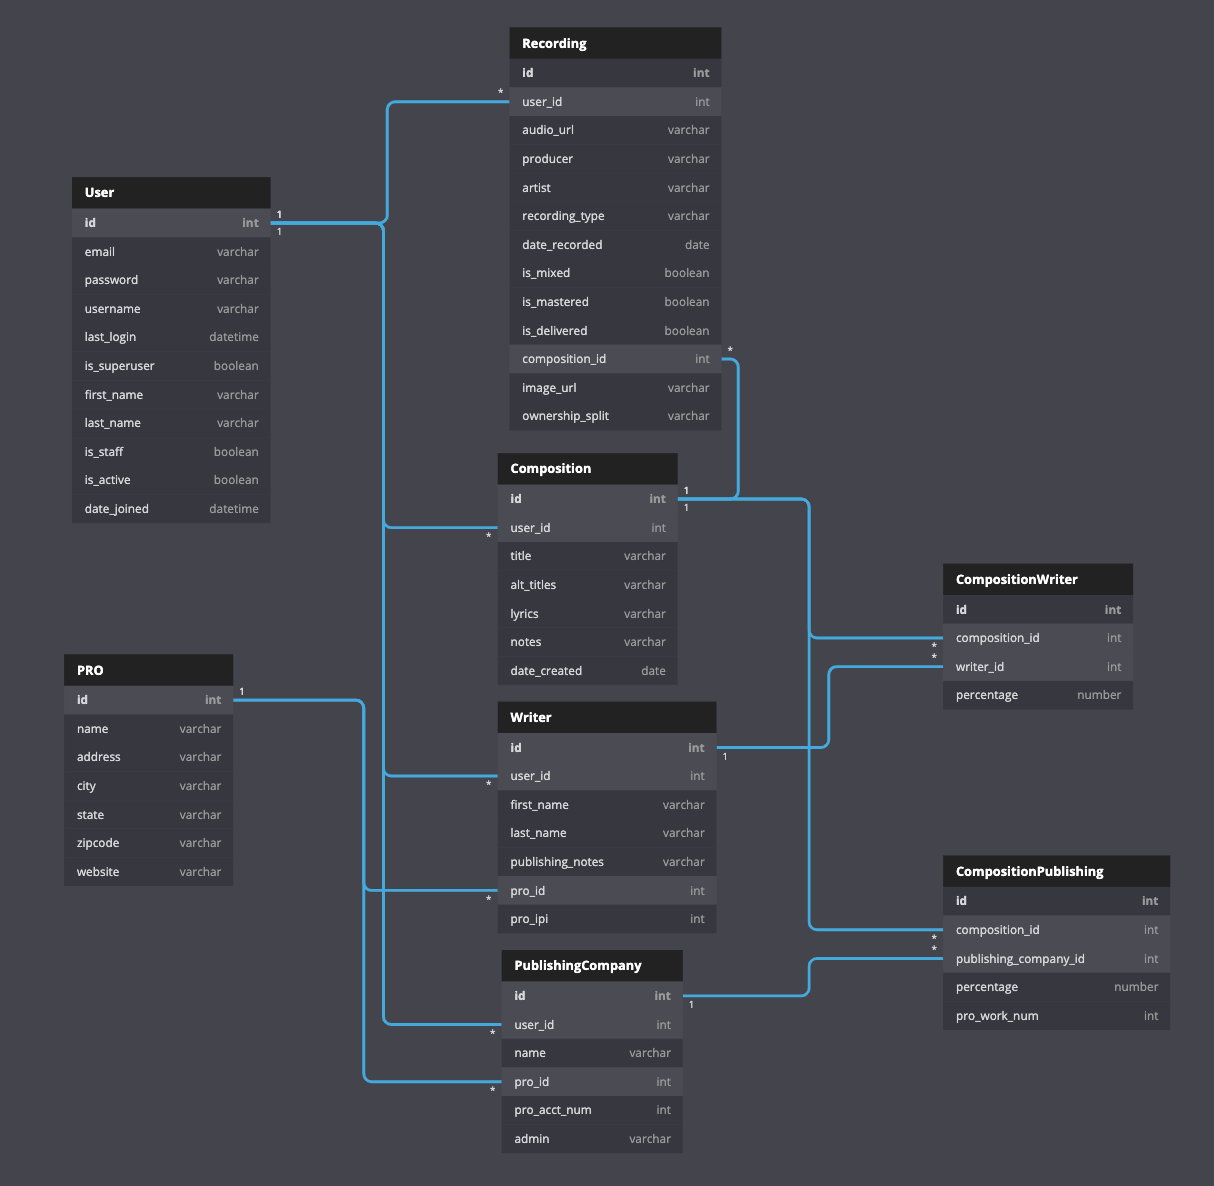 Recording
id int
user_id int
audio_url varchar
producer varchar
artist varchar
recording_type varchar
date_recorded date
is_mixed boolean
is_mastered boolean
is_delivered boolean
composition_id int
image_url varchar
ownership_split varchar
*
*
User
id int
email varchar
password varchar
username varchar
last_login datetime
is_superuser boolean
first_name varchar
last_name varchar
is_staff boolean
is_active boolean
date_joined datetime
1
1
Composition
id int
user_id int
title varchar
alt_titles varchar
lyrics varchar
notes varchar
date_created date
1
1
*
CompositionWriter
id int
composition_id int
writer_id int
percentage number
*
*
PRO
id int
name varchar
address varchar
city varchar
state varchar
zipcode varchar
website varchar
1
Writer
id int
user_id int
first_name varchar
last_name varchar
publishing_notes varchar
pro_id int
pro_ipi int
1
*
*
CompositionPublishing
id int
composition_id int
publishing_company_id int
percentage number
pro_work_num int
*
*
PublishingCompany
id int
user_id int
name varchar
pro_id int
pro_acct_num int
admin varchar
1
*
*